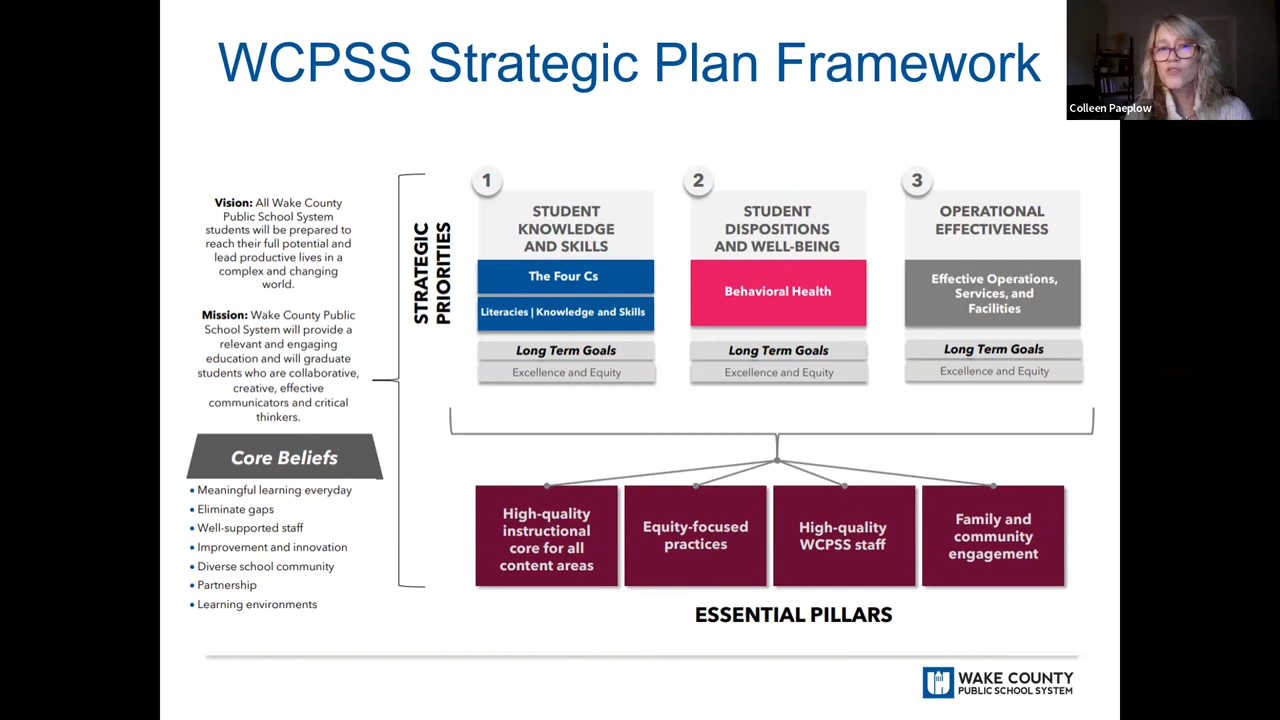 WCPSS Strategic Plan Framework
Colleen Paeplow
Vision: All Wake County
Public School System
students will be prepared to
reach their full potential and
lead productive lives in a
complex and changing
world.
Mission: Wake County Public
School System will provide a
relevant and engaging
education and will graduate
students who are collaborative,
creative, effective
communicators and critical
thinkers.
Core Beliefs
• Meaningful learning everyday
• Eliminate gaps
• Well-supported staff
• Improvement and innovation
• Diverse school community
• Partnership
• Learning environments
STRATEGIC
PRIORITIES
1
STUDENT
KNOWLEDGE
AND SKILLS
The Four Cs
Literacies | Knowledge and Skills
Long Term Goals
Excellence and Equity
2
STUDENT
DISPOSITIONS
AND WELL-BEING
Behavioral Health
Long Term Goals
Excellence and Equity
3
OPERATIONAL
EFFECTIVENESS
Effective Operations,
Services, and
Facilities
Long Term Goals
Excellence and Equity
High-quality
instructional
core for all
content areas
Equity-focused
practices
High-quality
WCPSS staff
Family and
community
engagement
ESSENTIAL PILLARS
WAKE COUNTY
PUBLIC SCHOOL SYSTEM